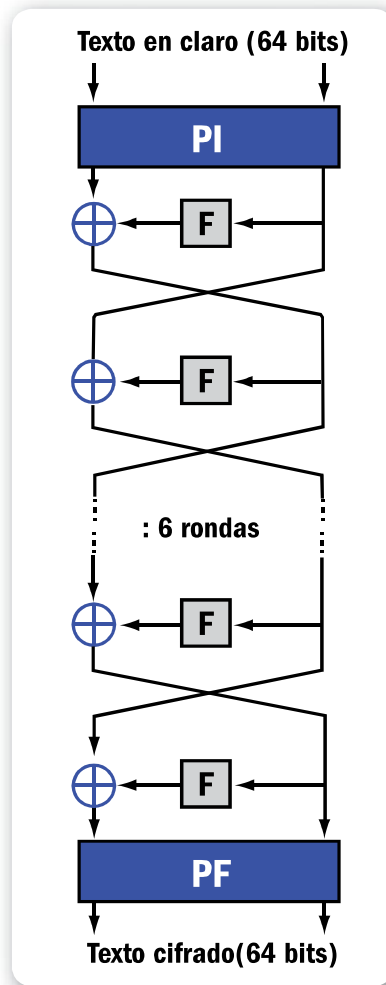 Texto en claro (64 bits)
PI
F
F
: 6 rondas
F
F
PF
Texto cifrado(64 bits)